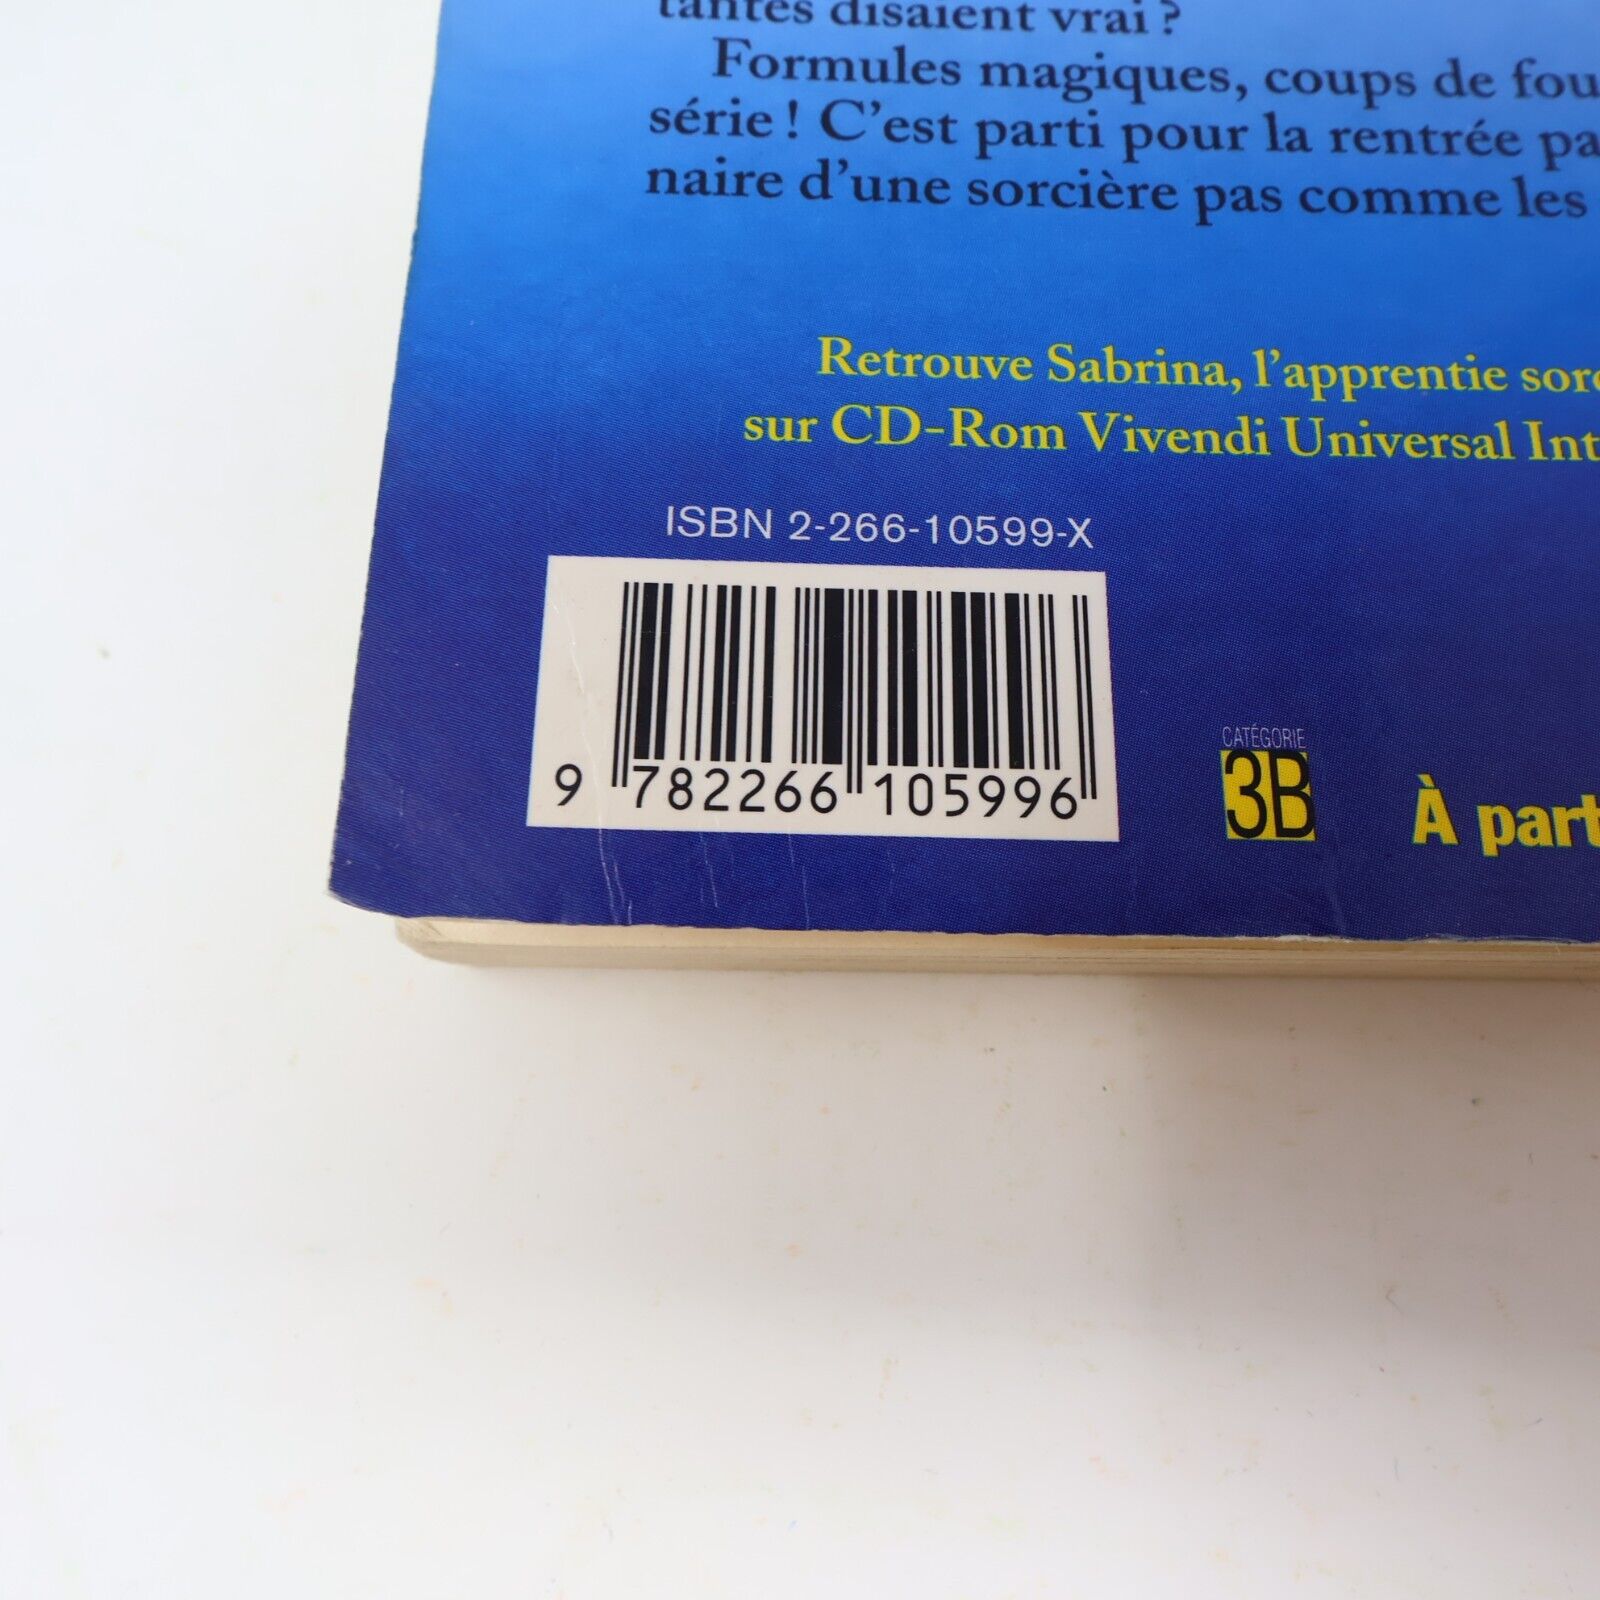 tantes disaient vrai ?
Formules magiques, coups de fou
série ! C'est parti pour la rentrée pa
naire d'une sorcière pas comme les
Retrouve Sabrina, l'apprentie sorc
sur CD-Rom Vivendi Universal Int
ISBN 2-266-10599-X
9 782266 105996
CATÉGORIE
3B
À part